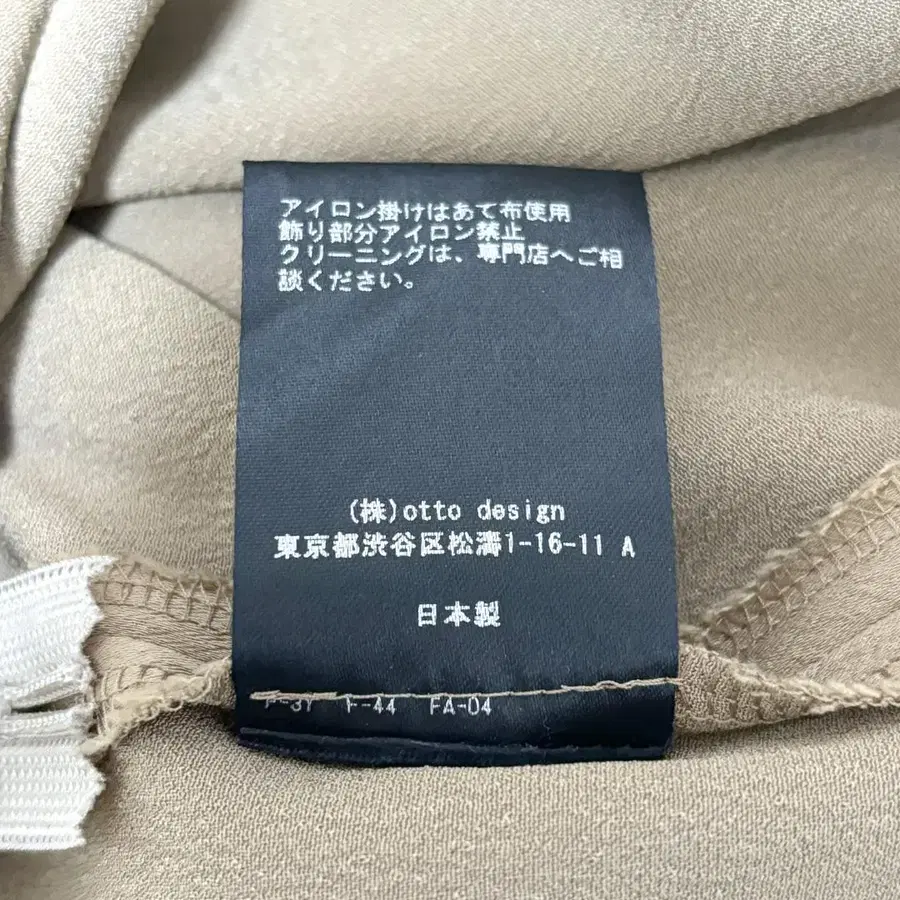 アイロン掛けはあて布使用
飾り部分アイロン禁止
クリーニングは、専門店へご相
談ください。
(株)otto design
東京都渋谷区松濤1-16-11 A
日本製
F-44 FA-04